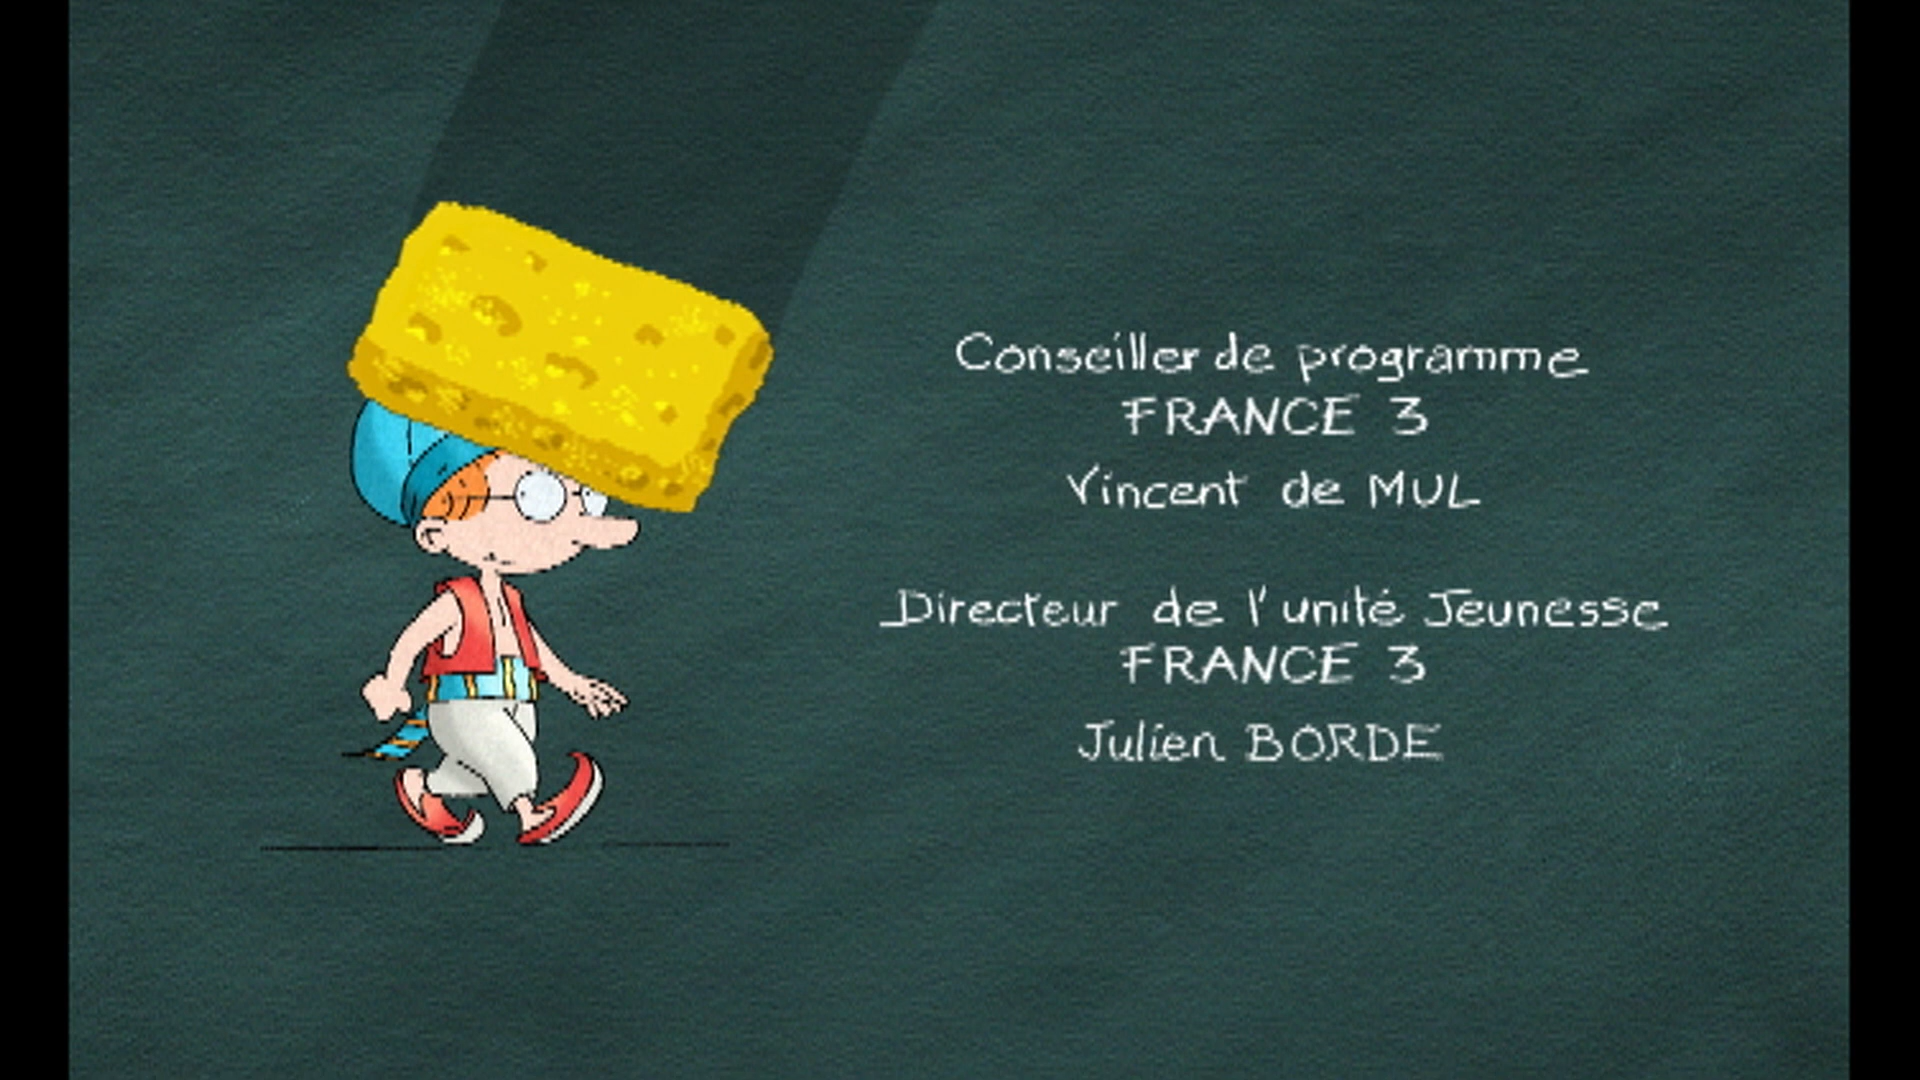 Conseiller de programme
FRANCE 3
Vincent de MUL
Directeur de l'unité Jeunesse
FRANCE 3
Julien BORDE